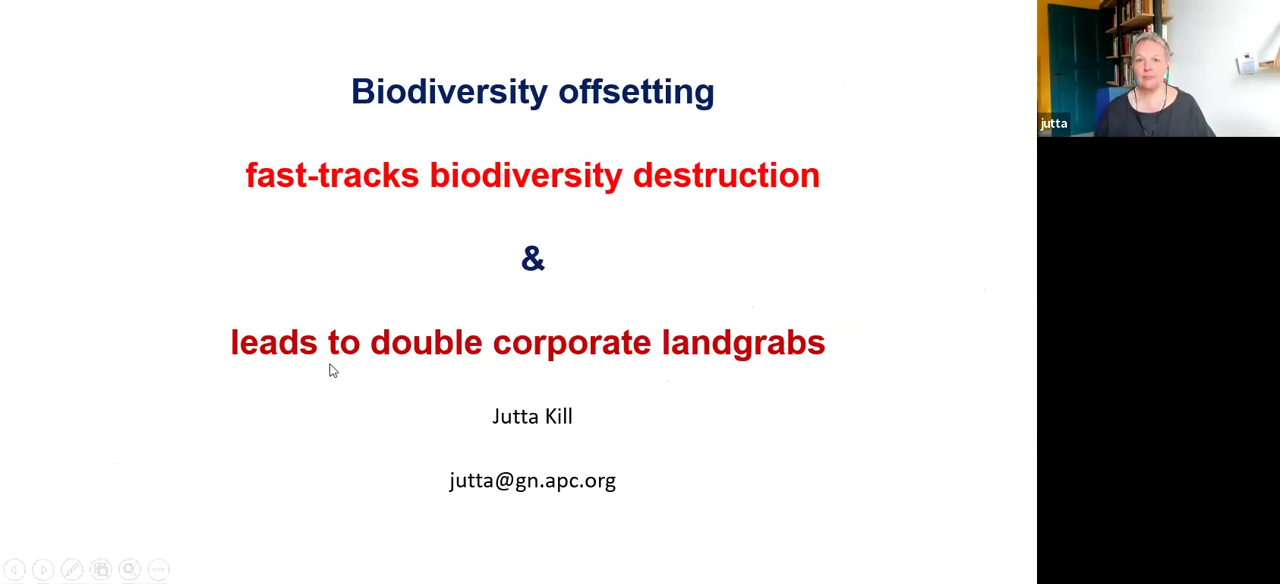 Biodiversity offsetting
fast-tracks biodiversity destruction
&
leads to double corporate landgrabs
Jutta Kill
jutta@gn.apc.org
jutta